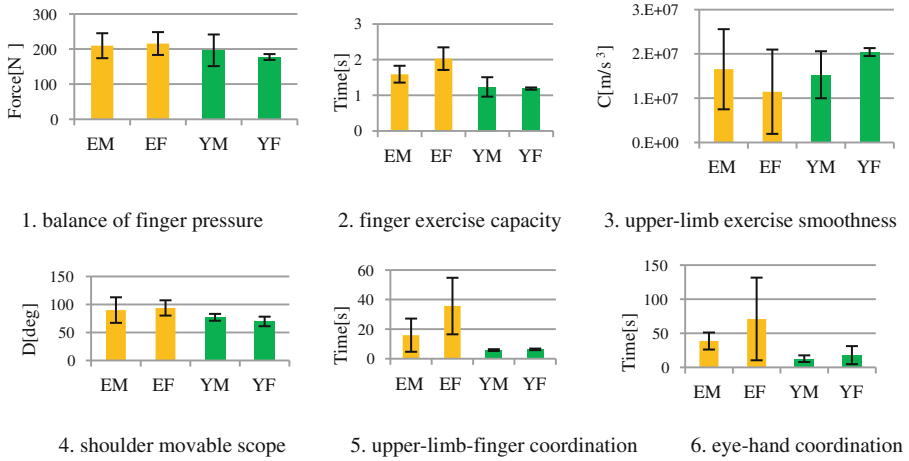 Force[N ]
300
200
100
0
EM EF YM YF
1. balance of finger pressure
Time[s]
3
2
1
0
EM EF YM YF
2. finger exercise capacity
C[m/s ³]
2.E+07
2.E+07
1.E+07
1.E+07
0.E+00
EM EF YM YF
3. upper-limb exercise smoothness
D[deg]
150
100
50
0
EM EF YM YF
4. shoulder movable scope
Time[s]
60
40
20
0
EM EF YM YF
5. upper-limb-finger coordination
Time[s]
150
100
50
0
EM EF YM YF
6. eye-hand coordination